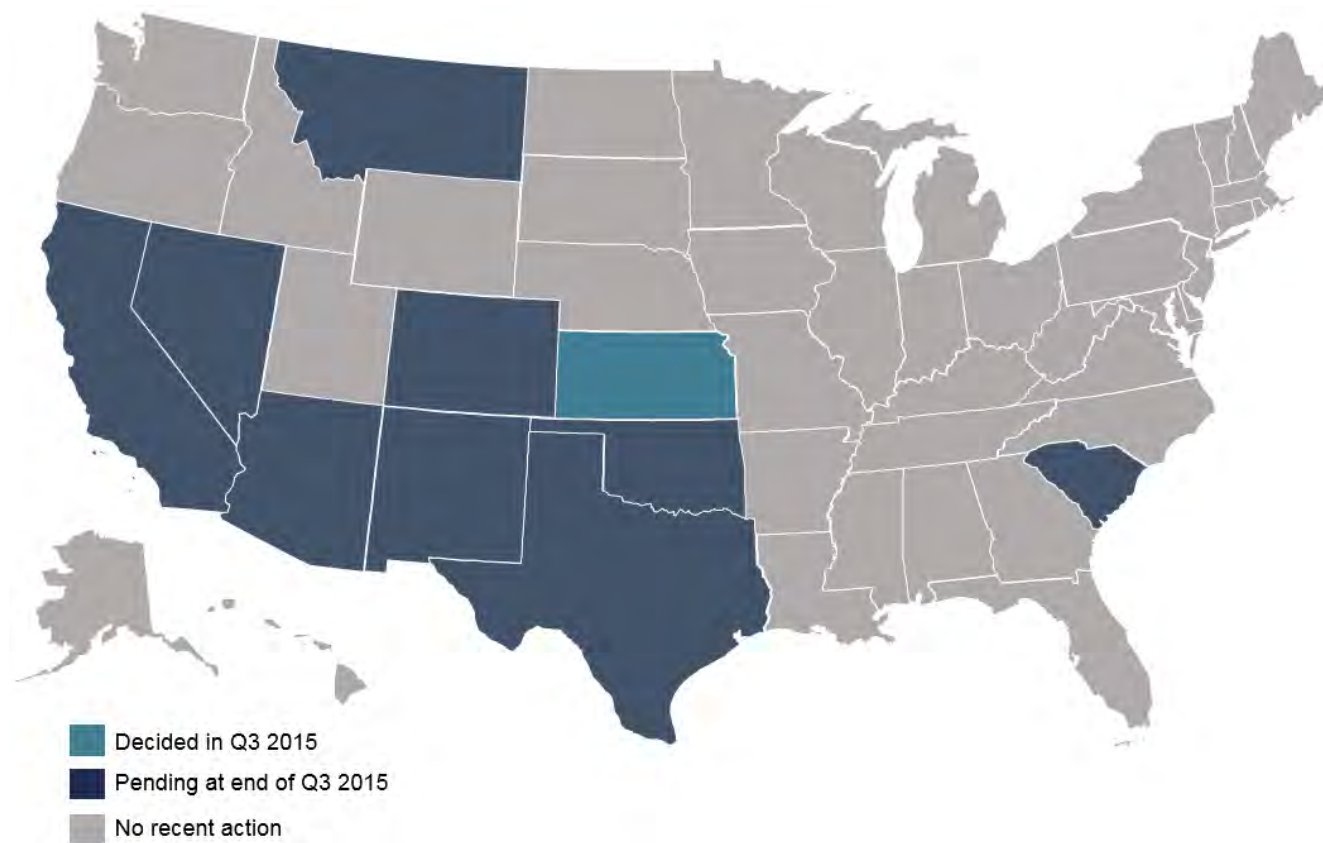 Decided in Q3 2015
Pending at end of Q3 2015
No recent action